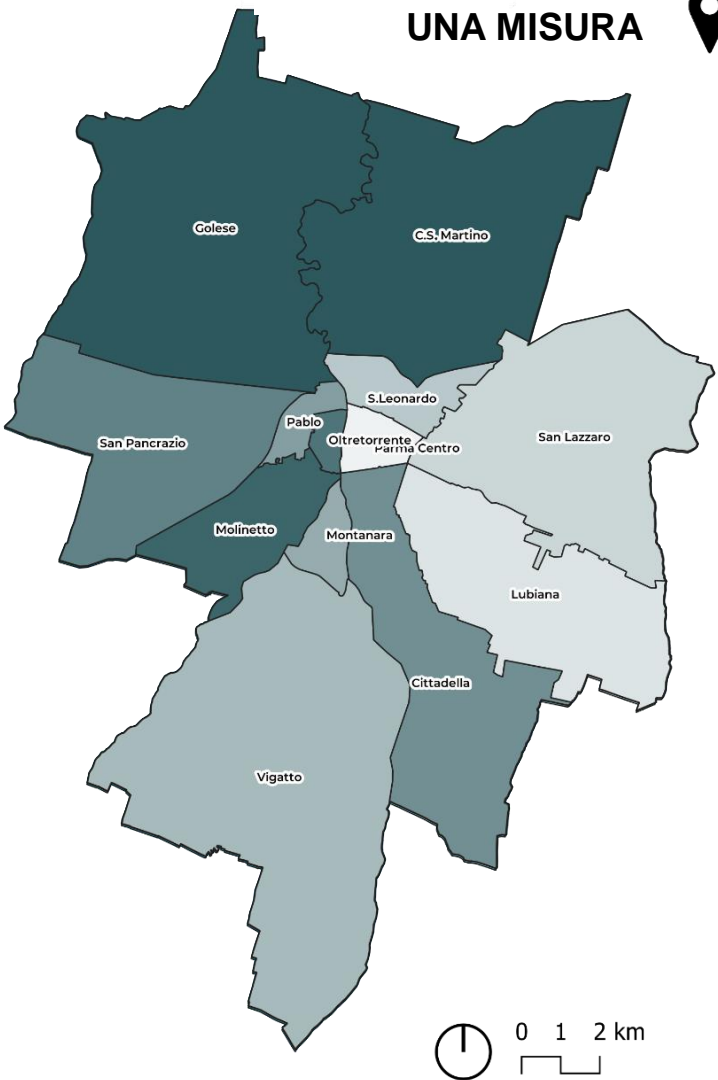 UNA MISURA
Golese
C.S. Martino
S.Leonardo
Pablo
Oltretorrente
Parma Centro
San Pancrazio
San Lazzaro
Molinetto
Montanara
Lubiana
Cittadella
Vigatto
0 1 2 km